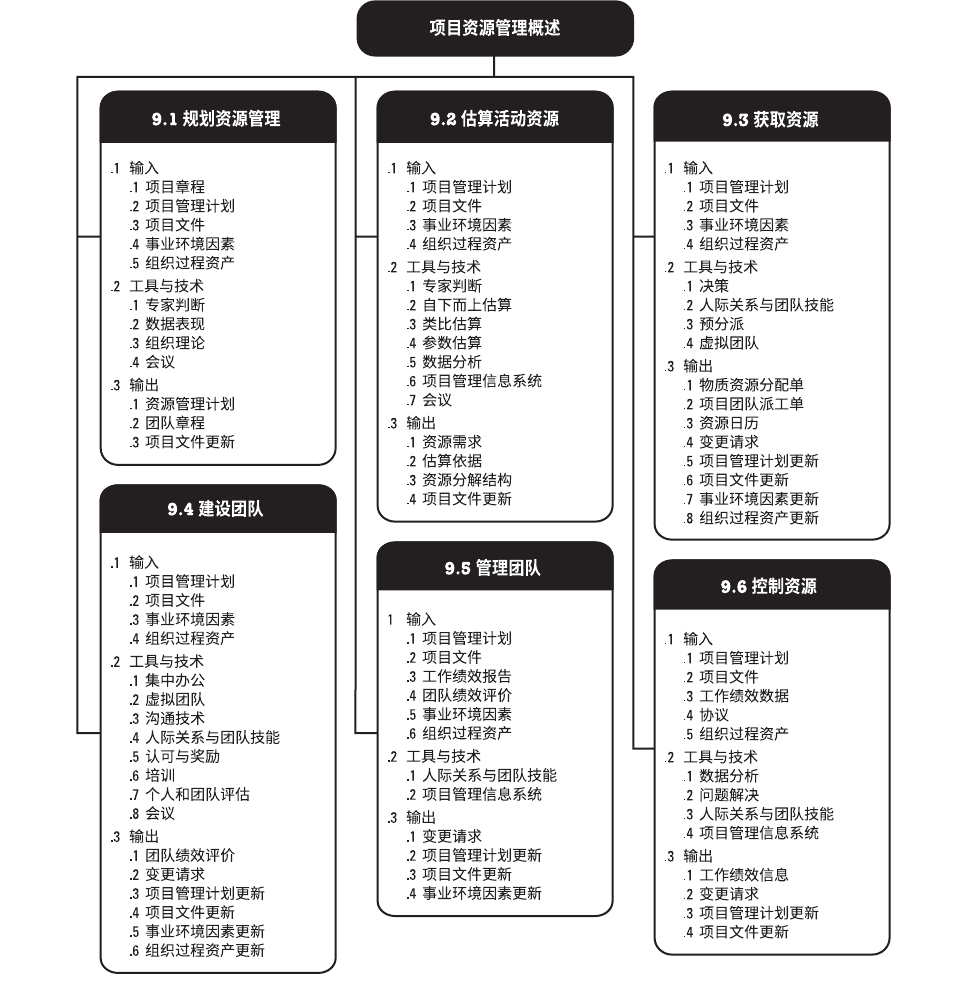 项目资源管理概述
9.1 规划资源管理
.1 输入
.1 项目章程
.2 项目管理计划
.3 项目文件
.4 事业环境因素
.5 组织过程资产
.2 工具与技术
.1 专家判断
.2 数据表现
.3 组织理论
.4 会议
.3 输出
.1 资源管理计划
.2 团队章程
.3 项目文件更新
9.2 估算活动资源
.1 输入
.1 项目管理计划
.2 项目文件
.3 事业环境因素
.4 组织过程资产
.2 工具与技术
.1 专家判断
.2 自下而上估算
.3 类比估算
.4 参数估算
.5 数据分析
.6 项目管理信息系统
.7 会议
.3 输出
.1 资源需求
.2 估算依据
.3 资源分解结构
.4 项目文件更新
9.3 获取资源
.1 输入
.1 项目管理计划
.2 项目文件
.3 事业环境因素
.4 组织过程资产
.2 工具与技术
.1 决策
.2 人际关系与团队技能
.3 预分派
.4 虚拟团队
.3 输出
.1 物质资源分配单
.2 项目团队派工单
.3 资源日历
.4 变更请求
.5 项目管理计划更新
.6 项目文件更新
.7 事业环境因素更新
.8 组织过程资产更新
9.4 建设团队
.1 输入
.1 项目管理计划
.2 项目文件
.3 事业环境因素
.4 组织过程资产
.2 工具与技术
.1 集中办公
.2 虚拟团队
.3 沟通技术
.4 人际关系与团队技能
.5 认可与奖励
.6 培训
.7 个人和团队评估
.8 会议
.3 输出
.1 团队绩效评价
.2 变更请求
.3 项目管理计划更新
.4 项目文件更新
.5 事业环境因素更新
.6 组织过程资产更新
9.5 管理团队
1 输入
.1 项目管理计划
.2 项目文件
.3 工作绩效报告
.4 团队绩效评价
.5 事业环境因素
.6 组织过程资产
.2 工具与技术
.1 人际关系与团队技能
.2 项目管理信息系统
.3 输出
.1 变更请求
.2 项目管理计划更新
.3 项目文件更新
.4 事业环境因素更新
9.6 控制资源
.1 输入
.1 项目管理计划
.2 项目文件
.3 工作绩效数据
.4 协议
.5 组织过程资产
.2 工具与技术
.1 数据分析
.2 问题解决
.3 人际关系与团队技能
.4 项目管理信息系统
.3 输出
.1 工作绩效信息
.2 变更请求
.3 项目管理计划更新
.4 项目文件更新